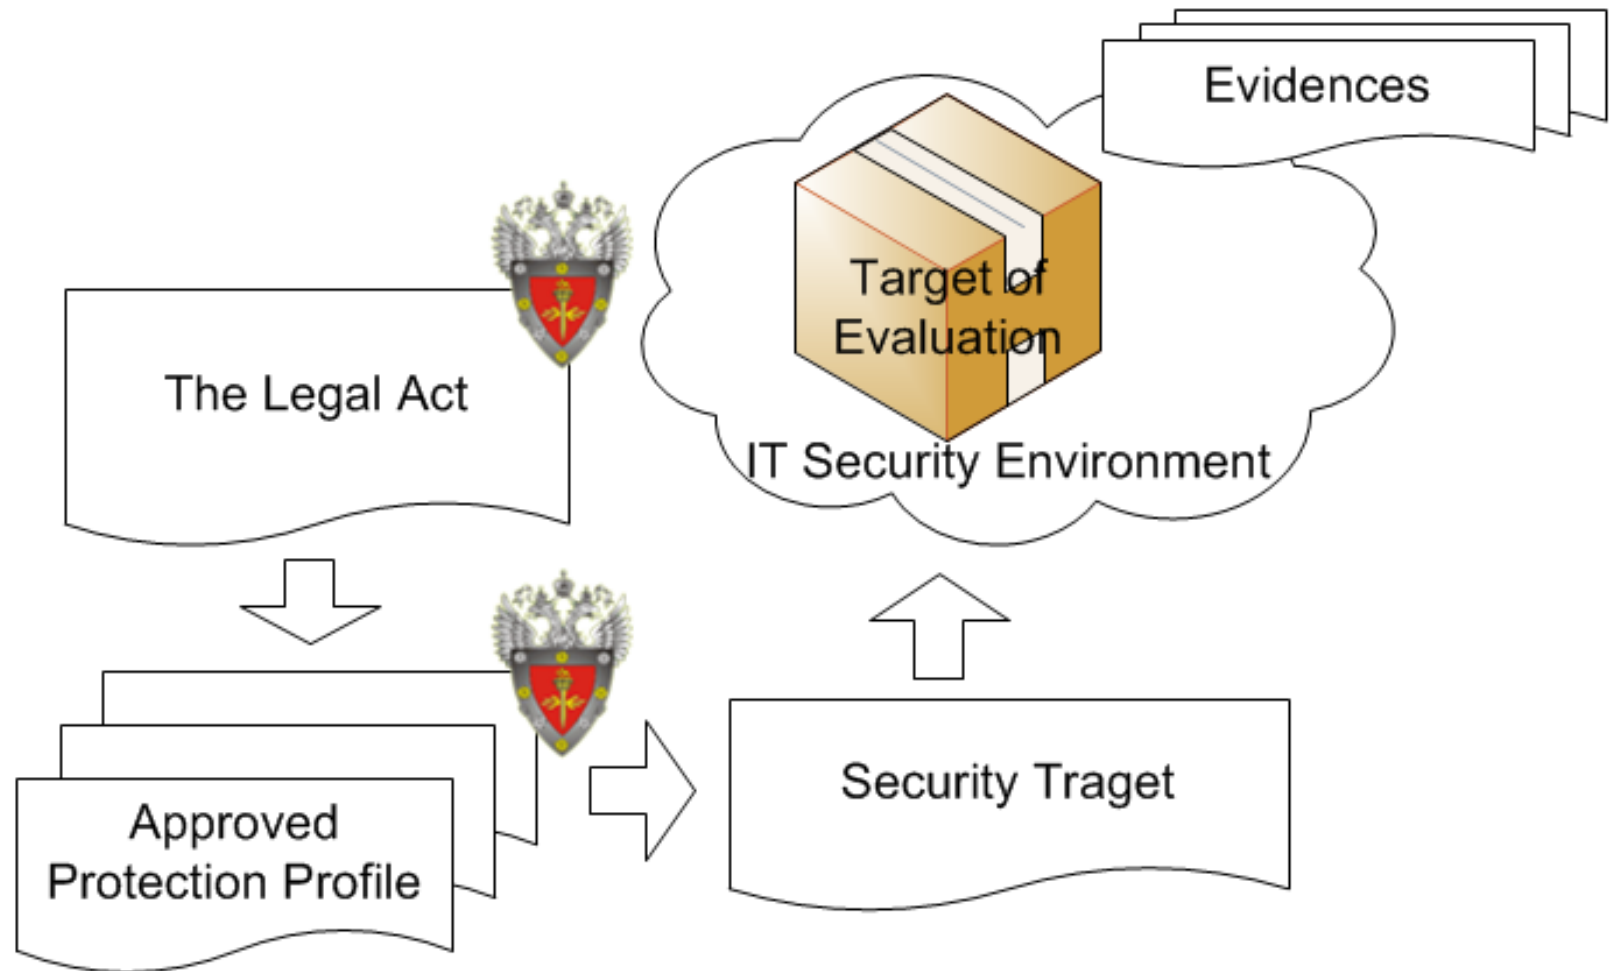 Evidences
Target of
Evaluation
IT Security Environment
The Legal Act
Approved
Protection Profile
Security Traget